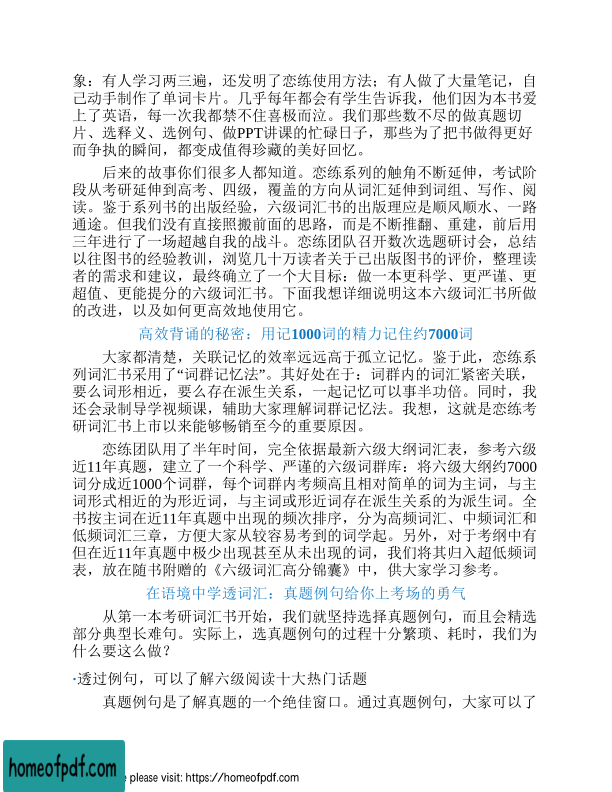 象：有人学习两三遍，还发明了恋练使用方法；有人做了大量笔记，自
己动手制作了单词卡片。几乎每年都会有学生告诉我，他们因为本书爱
上了英语，每一次我都禁不住喜极而泣。我们那些数不尽的做真题切
片、选释义、选例句、做PPT讲课的忙碌日子，那些为了把书做得更好
而争执的瞬间，都变成值得珍藏的美好回忆。
后来的故事你们很多人都知道。恋练系列的触角不断延伸，考试阶
段从考研延伸到高考、四级，覆盖的方向从词汇延伸到词组、写作、阅
读。鉴于系列书的出版经验，六级词汇书的出版理应是顺风顺水、一路
通途。但我们没有直接照搬前面的思路，而是不断推翻、重建，前后用
三年进行了一场超越自我的战斗。恋练团队召开数次选题研讨会，总结
以往图书的经验教训，浏览几十万读者关于已出版图书的评价，整理读
者的需求和建议，最终确立了一个大目标：做一本更科学、更严谨、更
超值、更能提分的六级词汇书。下面我想详细说明这本六级词汇书所做
的改进，以及如何更高效地使用它。
高效背诵的秘密：用记1000词的精力记住约7000词
大家都清楚，关联记忆的效率远远高于孤立记忆。鉴于此，恋练系
列词汇书采用了“词群记忆法”。其好处在于：词群内的词汇紧密关联，
要么词形相近，要么存在派生关系，一起记忆可以事半功倍。同时，我
还会录制导学视频课，辅助大家理解词群记忆法。我想，这就是恋练考
研词汇书上市以来能够畅销至今的重要原因。
恋练团队用了半年时间，完全依据最新六级大纲词汇表，参考六级
近11年真题，建立了一个科学、严谨的六级词群库：将六级大纲约7000
词分成近1000个词群，每个词群内考频高且相对简单的词为主词，与主
词形式相近的为形近词，与主词或形近词存在派生关系的为派生词。全
书按主词在近11年真题中出现的频次排序，分为高频词汇、中频词汇和
低频词汇三章，方便大家从较容易考到的词学起。另外，对于考纲中有
但在近11年真题中极少出现甚至从未出现的词，我们将其归入超低频词
表，放在随书附赠的《六级词汇高分锦囊》中，供大家学习参考。
在语境中学透词汇：真题例句给你上考场的勇气
从第一本考研词汇书开始，我们就坚持选择真题例句，而且会精选
部分典型长难句。实际上，选真题例句的过程十分繁琐、耗时，我们为
什么要这么做？
·透过例句，可以了解六级阅读十大热门话题
真题例句是了解真题的一个绝佳窗口。通过真题例句，大家可以了
homeofpdf.com
please visit: https://homeofpdf.com